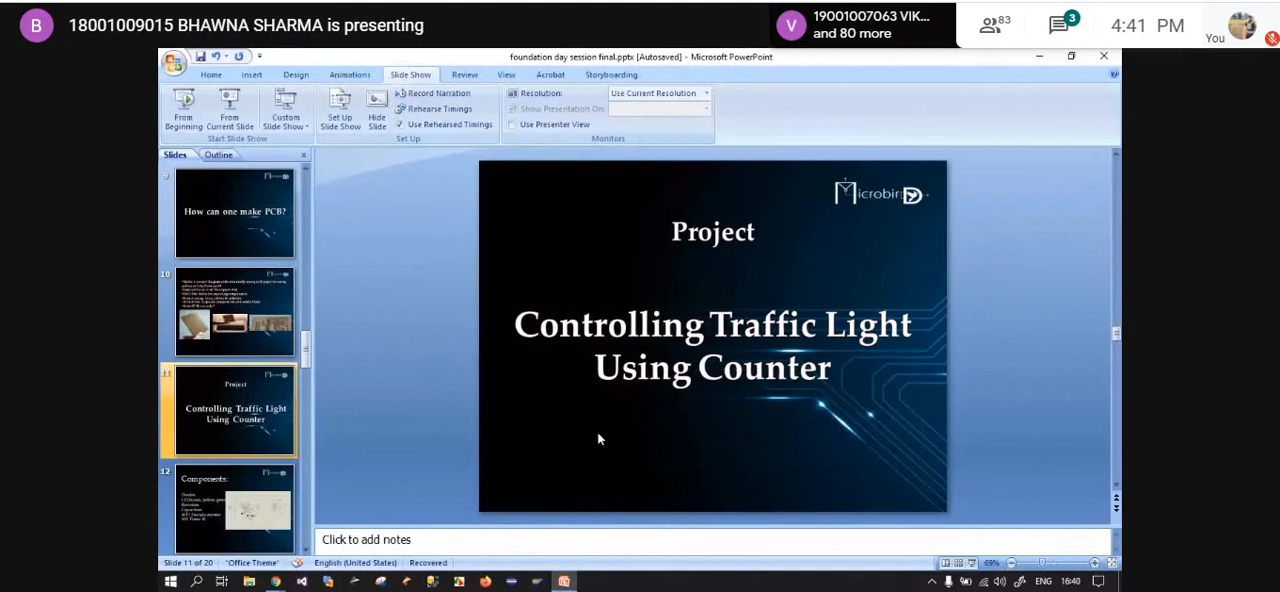 B 18001009015 BHAWNA SHARMA is presenting
V 19001007063 VIK...
and 80 more
83
3
4:41 PM
You
foundation day session final.pptx [Autosaved] - Microsoft PowerPoint
Home Insert Design Animations Slide Show Review View Acrobat Storyboarding
From Beginning
From Current Slide
Custom Slide Show
Start Slide Show
Set Up Slide Show
Hide Slide
Record Narration
Rehearse Timings
Use Rehearsed Timings
Set Up
Resolution: Use Current Resolution
Show Presentation On:
Use Presenter View
Monitors
Slides Outline
9
How can one make PCB?
10
11
Project
Controlling Traffic Light
Using Counter
12
Components:
MicrobirD
Project
Controlling Traffic Light
Using Counter
Click to add notes
Slide 11 of 20 "Office Theme" English (United States) Recovered 69%
ENG 16:40